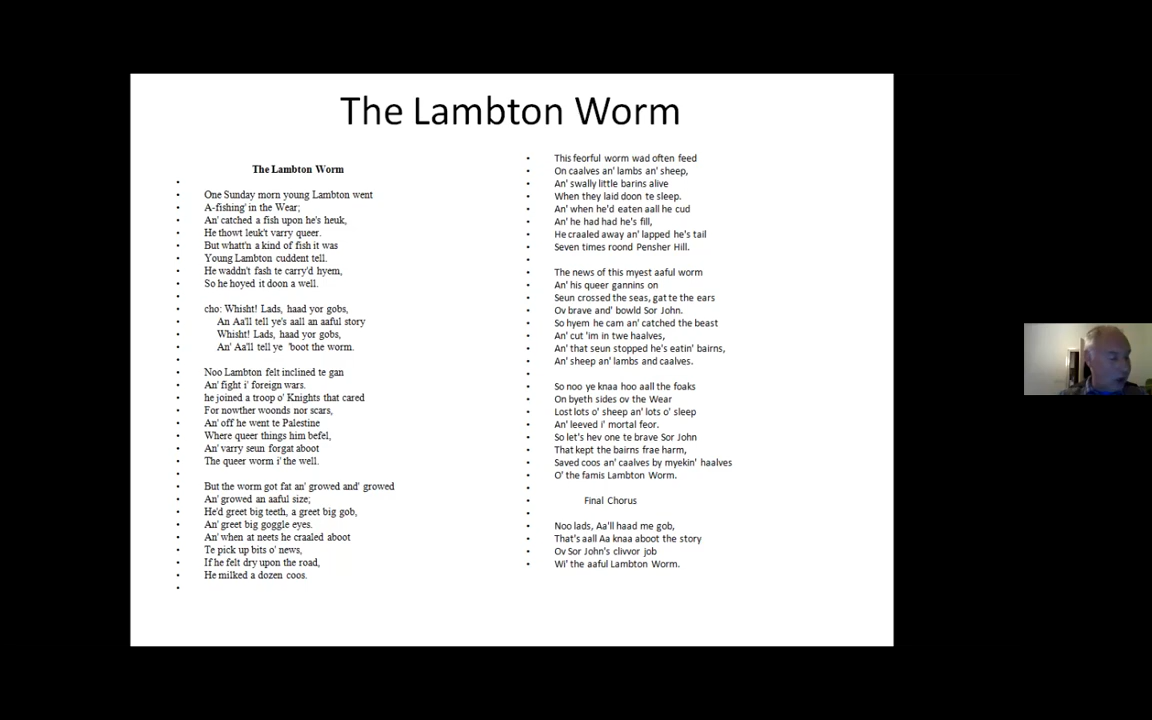 The Lambton Worm
The Lambton Worm
One Sunday morn young Lambton went
A-fishing' in the Wear;
An' catched a fish upon he's heuk,
He thowt leuk't varry queer.
But whatt'n a kind of fish it was
Young Lambton cuddent tell.
He waddn't fash te carry'd hyem,
So he hoyed it doon a well.
cho: Whisht! Lads, haad yor gobs,
An Aa'll tell ye's aall an aaful story
Whisht! Lads, haad yor gobs,
An' Aa'll tell ye 'boot the worm.
Noo Lambton felt inclined te gan
An' fight i' foreign wars.
he joined a troop o' Knights that cared
For nowther woonds nor scars,
An' off he went te Palestine
Where queer things him befel,
An' varry seun forgat aboot
The queer worm i' the well.
But the worm got fat an' growed and' growed
An' growed an aaful size;
He'd greet big teeth, a greet big gob,
An' greet big goggle eyes.
An' when at neets he craaled aboot
Te pick up bits o' news,
If he felt dry upon the road,
He milked a dozen coos.
This feorful worm wad often feed
On caalves an' lambs an' sheep,
An' swally little barins alive
When they laid doon te sleep.
An' when he'd eaten aall he cud
An' he had had he's fill,
He craaled away an' lapped he's tail
Seven times roond Pensher Hill.
The news of this myest aaful worm
An' his queer gannins on
Seun crossed the seas, gat te the ears
Ov brave and' bowld Sor John.
So hyem he cam an' catched the beast
An' cut 'im in twe haalves,
An' that seun stopped he's eatin' bairns,
An' sheep an' lambs and caalves.
So noo ye knaa hoo aall the foaks
On byeth sides ov the Wear
Lost lots o' sheep an' lots o' sleep
An' leeved i' mortal feor.
So let's hev one te brave Sor John
That kept the bairns frae harm,
Saved coos an' caalves by myekin' haalves
O' the famis Lambton Worm.
Final Chorus
Noo lads, Aa'll haad me gob,
That's aall Aa knaa aboot the story
Ov Sor John's clivvor job
Wi' the aaful Lambton Worm.